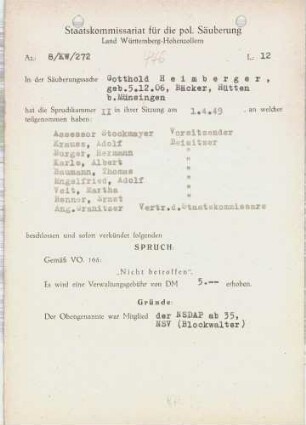 Staatskommissariat für die pol. Säuberung
Land Württemberg-Hohenzollern
Az.: 8/KW/272
L: 12
In der Säuberungssache Gotthold Heimberger,
geb.5.12.06, Bäcker, Hütten
b.Münsingen
hat die Spruchkammer II in ihrer Sitzung am 1.4.49 , an welcher
teilgenommen haben:
Assessor Stockmayer Vorsitzender
Krauss, Adolf Beisitzer
Burger, Hermann "
Karle, Albert "
Baumann, Thomas "
Engelfried, Adolf "
Veit, Martha "
Renner, Ernst "
Ang.Granitzer Vertr.d.Staatskommissars
beschlossen und sofort verkündet folgenden
SPRUCH:
Gemäß VO. 165:
"Nicht betroffen".
Es wird eine Verwaltungsgebühr von DM 5.-- erhoben.
Gründe:
Der Obengenannte war Mitglied der NSDAP ab 35,
NSV (Blockwalter)